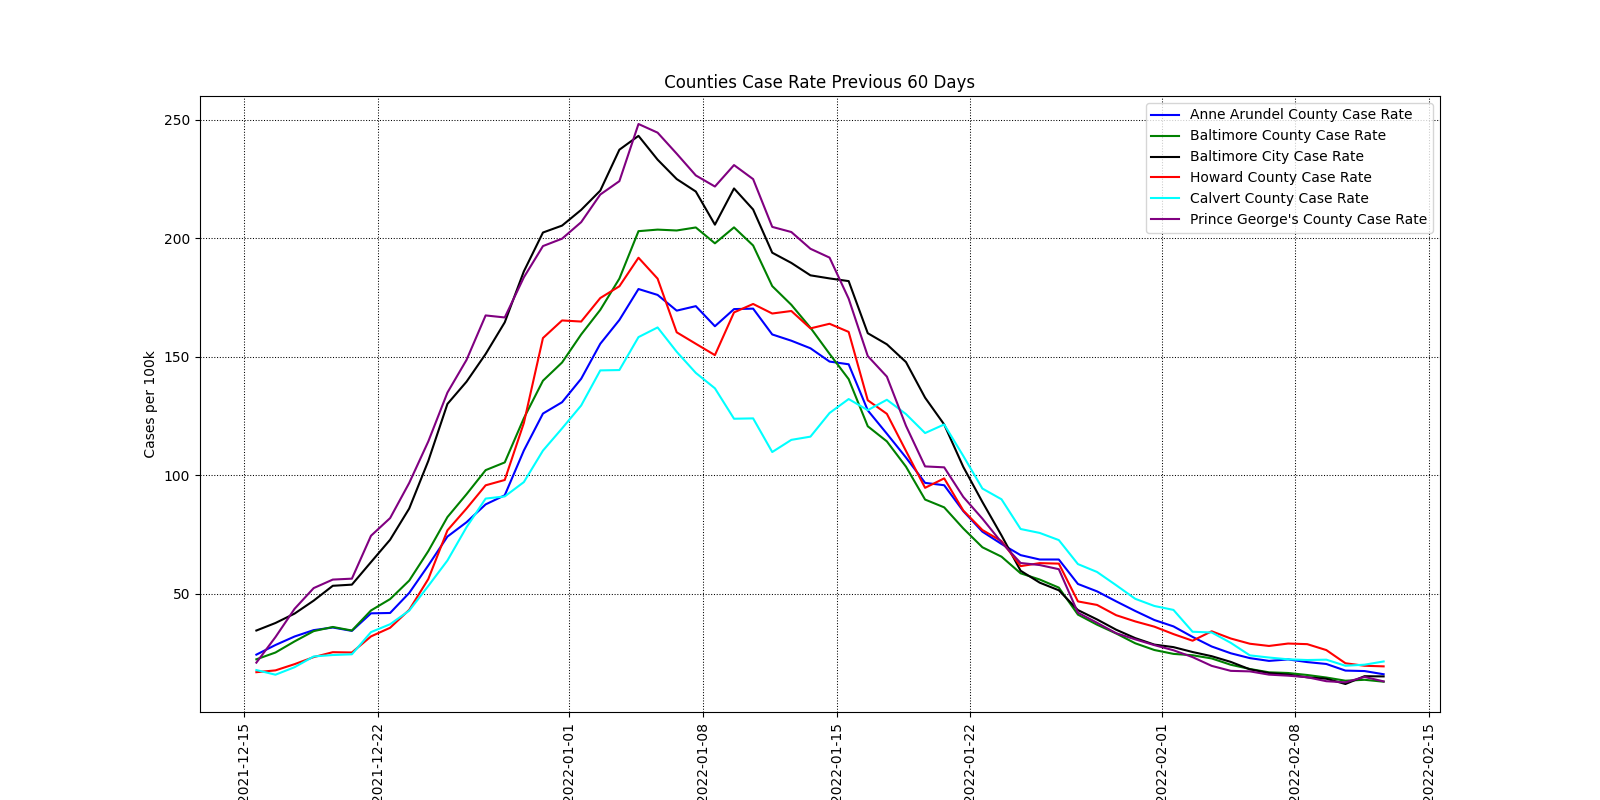 Counties Case Rate Previous 60 Days
Cases per 100k
250
200
150
100
50
Anne Arundel County Case Rate
Baltimore County Case Rate
Baltimore City Case Rate
Howard County Case Rate
Calvert County Case Rate
Prince George's County Case Rate
2021-12-15
2021-12-22
2022-01-01
2022-01-08
2022-01-15
2022-01-22
2022-02-01
2022-02-08
2022-02-15